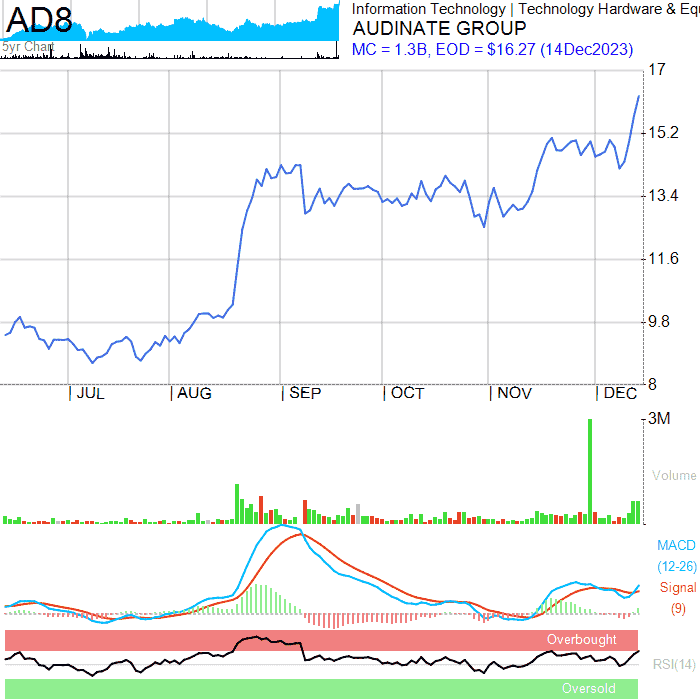 AD8
5yr Chart
Information Technology | Technology Hardware &
AUDINATE GROUP
MC = 1.3B, EOD = $16.27 (14Dec2023)
17
15.2
13.4
11.6
9.8
8
| JUL | AUG | SEP | OCT | NOV | DEC
3M
Volume
MACD
(12-26)
Signal
(9)
Overbought
RSI(14)
Oversold